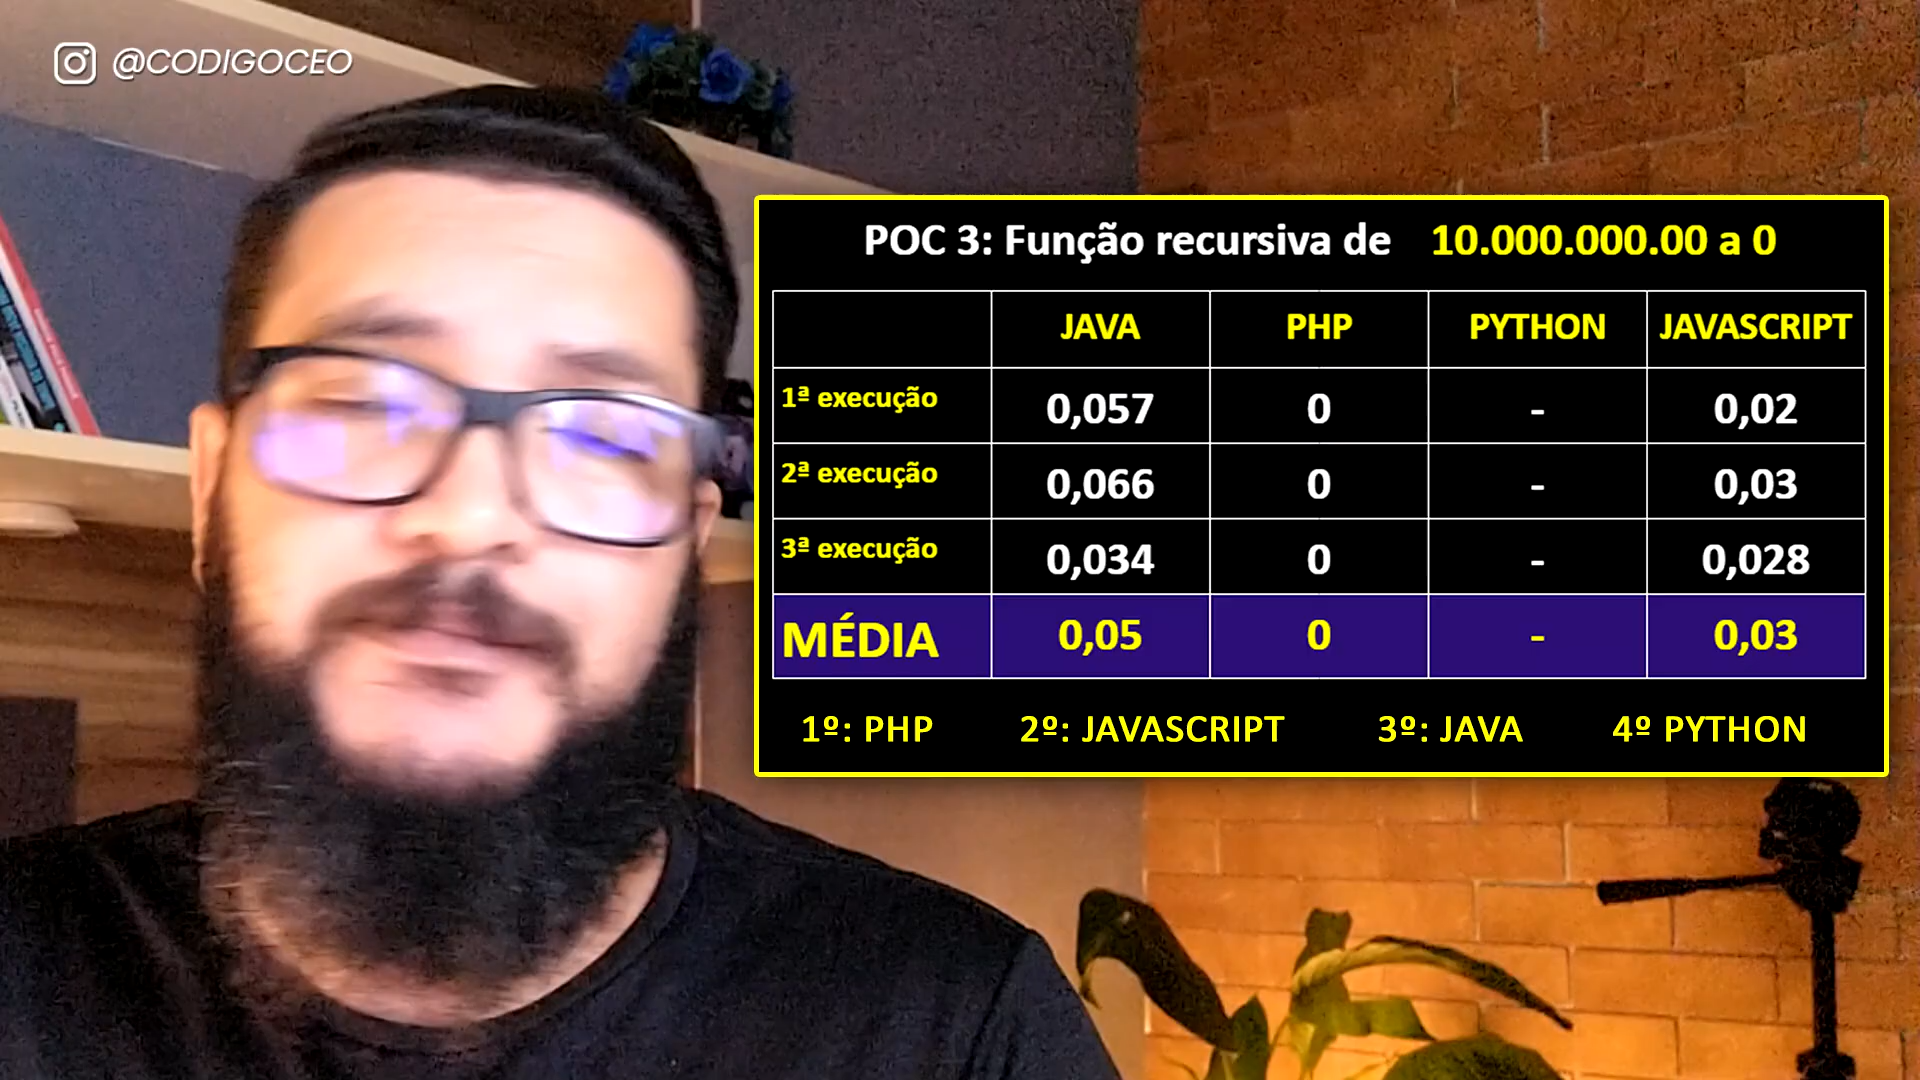 @CODIGOCEO
POC 3: Função recursiva de 10.000.000.00 a 0
JAVA PHP PYTHON JAVASCRIPT
1ª execução 0,057 0 - 0,02
2ª execução 0,066 0 - 0,03
3ª execução 0,034 0 - 0,028
MÉDIA 0,05 0 - 0,03
1º: PHP 2º: JAVASCRIPT 3º: JAVA 4º PYTHON